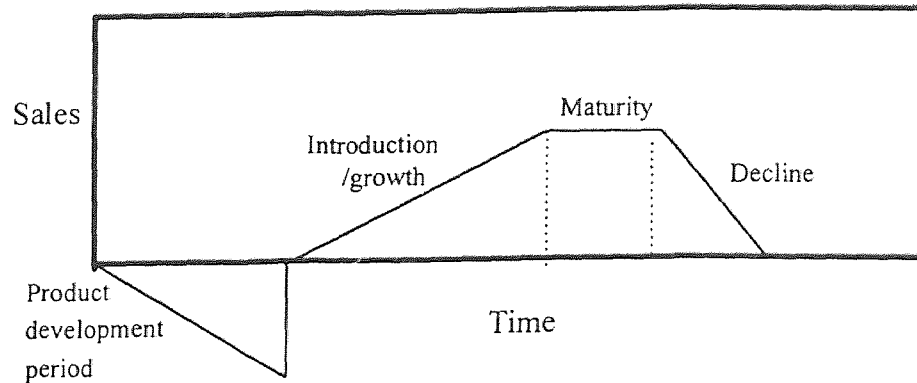 Sales
Maturity
Introduction
/growth
Decline
Product
development
period
Time